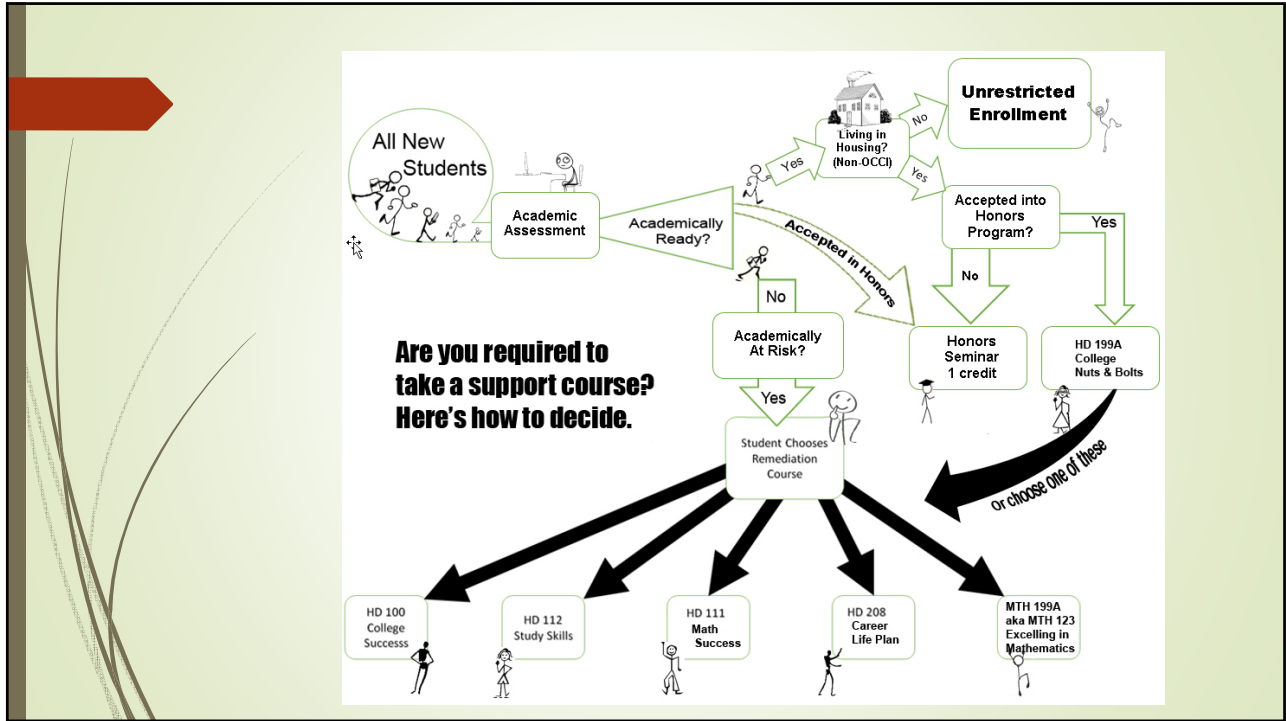 All New
Students
Academic
Assessment
Academically
Ready?
Yes
Living in
Housing?
(Non-OCCI)
No
Unrestricted
Enrollment
Yes
Accepted into
Honors
Program?
Yes
No
Accepted in Honors
Honors
Seminar
1 credit
HD 199A
College
Nuts & Bolts
No
Academically
At Risk?
Yes
Are you required to
take a support course?
Here's how to decide.
Student Chooses
Remediation
Course
Or choose one of these
HD 100
College
Successs
HD 112
Study Skills
HD 111
Math
Success
HD 208
Career
Life Plan
MTH 199A
aka MTH 123
Excelling in
Mathematics